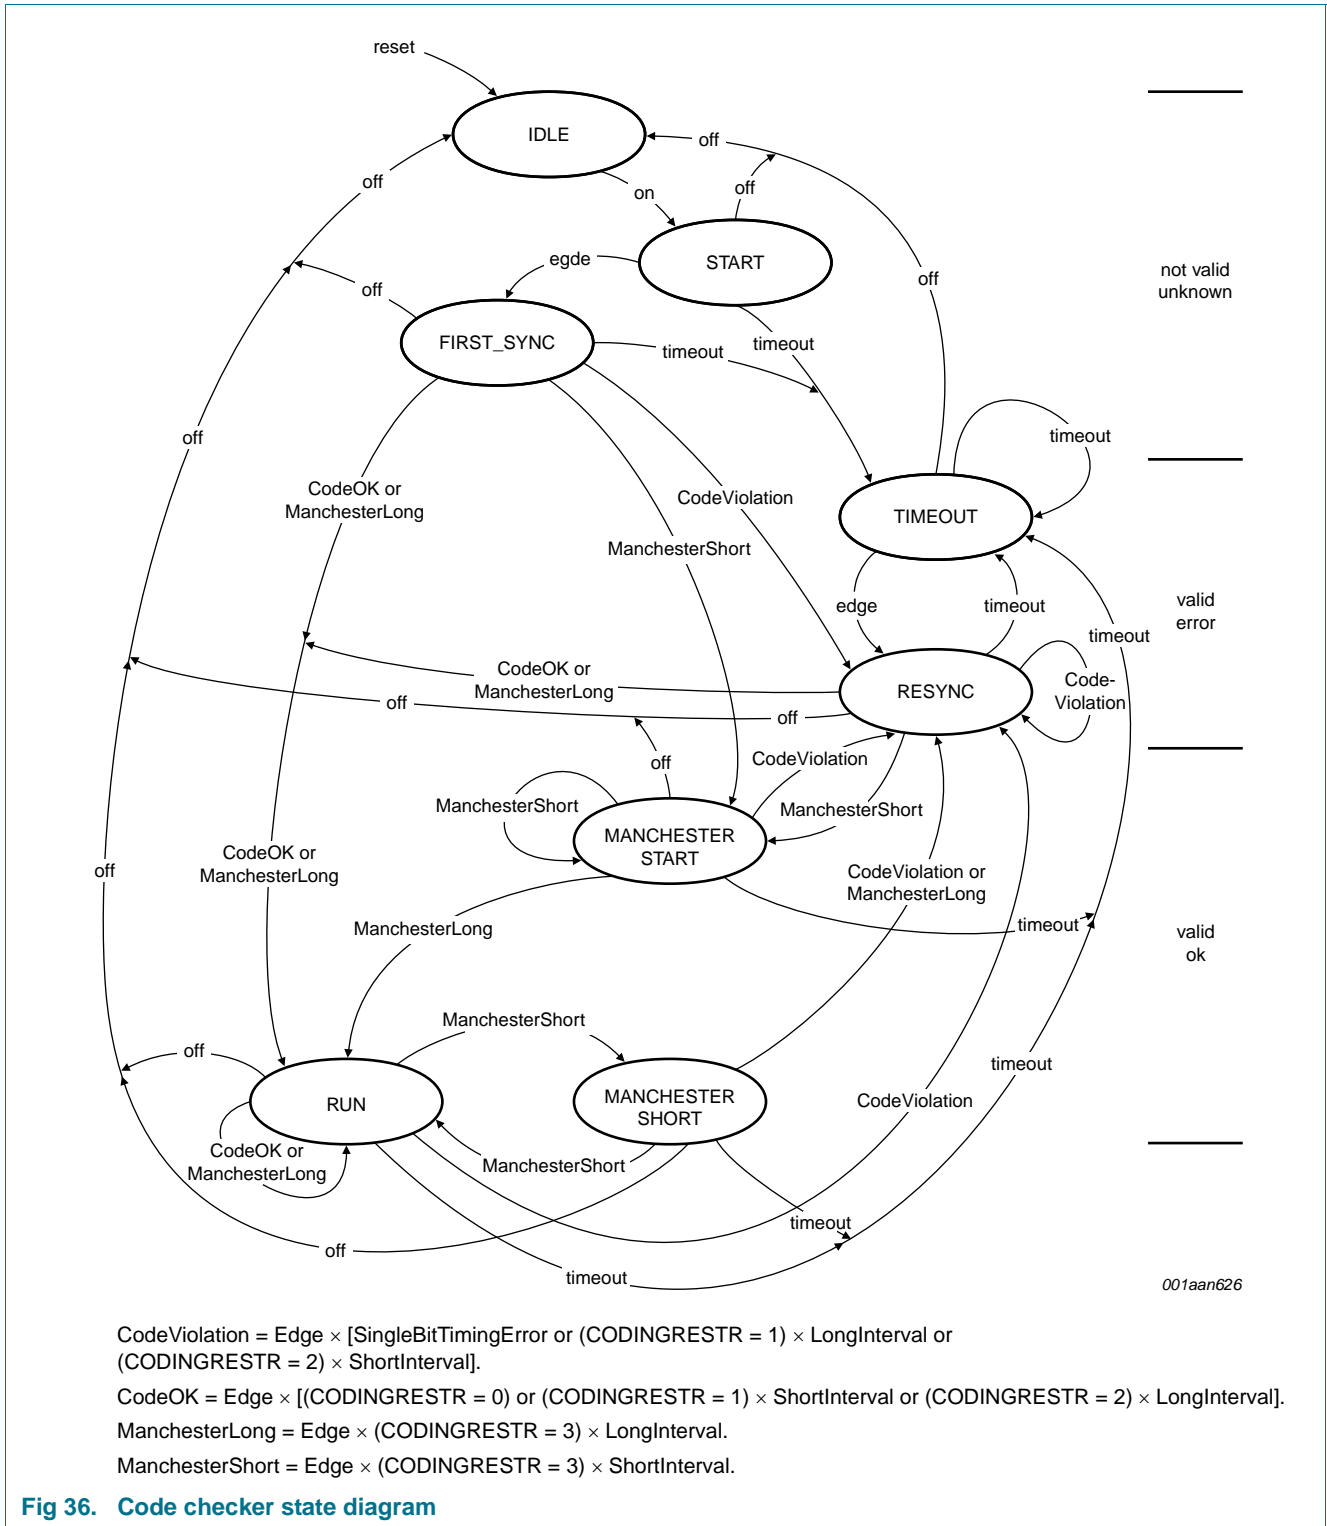 reset
IDLE
off
off
on
off
START
egde
not valid
unknown
off
off
FIRST_SYNC
timeout
timeout
off
timeout
CodeOK or
ManchesterLong
CodeViolation
TIMEOUT
ManchesterShort
edge
timeout
valid
error
timeout
CodeOK or
ManchesterLong
RESYNC
Code-
Violation
off
off
off
CodeViolation
ManchesterShort
ManchesterShort
MANCHESTER
START
CodeOK or
ManchesterLong
off
CodeViolation or
ManchesterLong
ManchesterLong
timeout
valid
ok
ManchesterShort
off
timeout
RUN
MANCHESTER
SHORT
CodeViolation
CodeOK or
ManchesterLong
ManchesterShort
timeout
off
timeout
001aan626
CodeViolation = Edge × [SingleBitTimingError or (CODINGRESTR = 1) × LongInterval or
(CODINGRESTR = 2) × ShortInterval].
CodeOK = Edge × [(CODINGRESTR = 0) or (CODINGRESTR = 1) × ShortInterval or (CODINGRESTR = 2) × LongInterval].
ManchesterLong = Edge × (CODINGRESTR = 3) × LongInterval.
ManchesterShort = Edge × (CODINGRESTR = 3) × ShortInterval.
Fig 36. Code checker state diagram